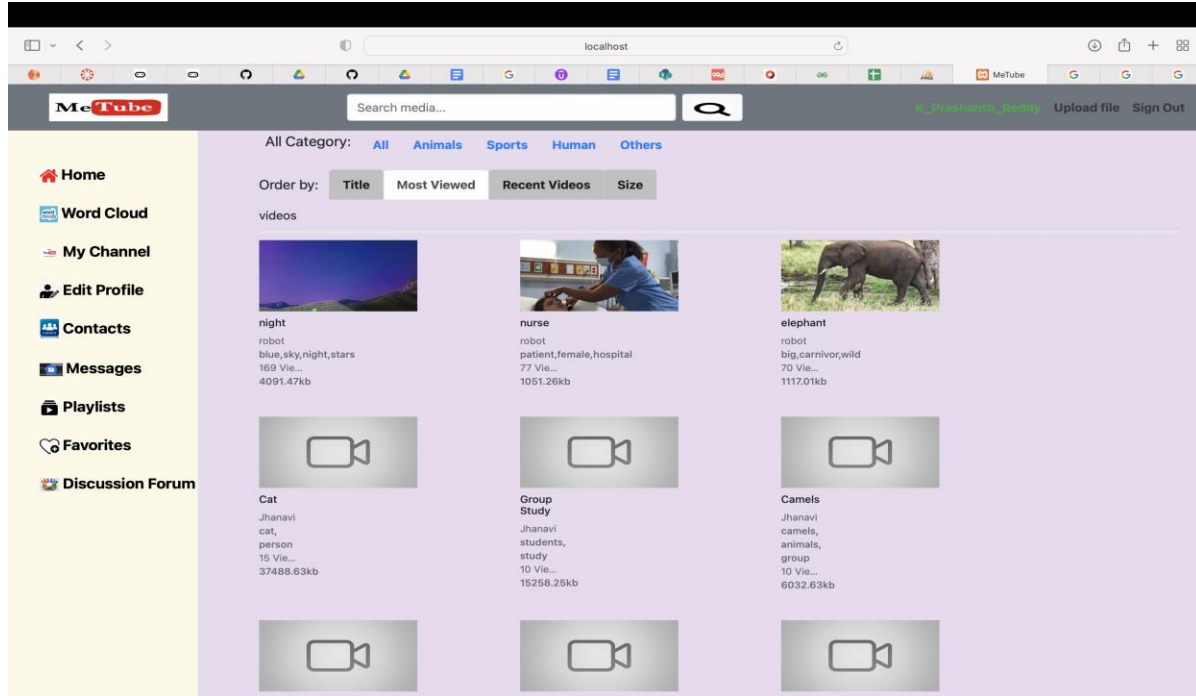 localhost
MeTube
MeTube
Search media...
K_Prashanth_Reddy Upload file Sign Out
Home
Word Cloud
My Channel
Edit Profile
Contacts
Messages
Playlists
Favorites
Discussion Forum
All Category: All Animals Sports Human Others
Order by: Title Most Viewed Recent Videos Size
videos
night
robot
blue,sky,night,stars
169 Vie...
4091.47kb
nurse
robot
patient,female,hospital
77 Vie...
1051.26kb
elephant
robot
big,carnivor,wild
70 Vie...
1117.01kb
Cat
Jhanavi
cat,
person
15 Vie...
37488.63kb
Group
Study
Jhanavi
students,
study
10 Vie...
15258.25kb
Camels
Jhanavi
camels,
animals,
group
10 Vie...
6032.63kb